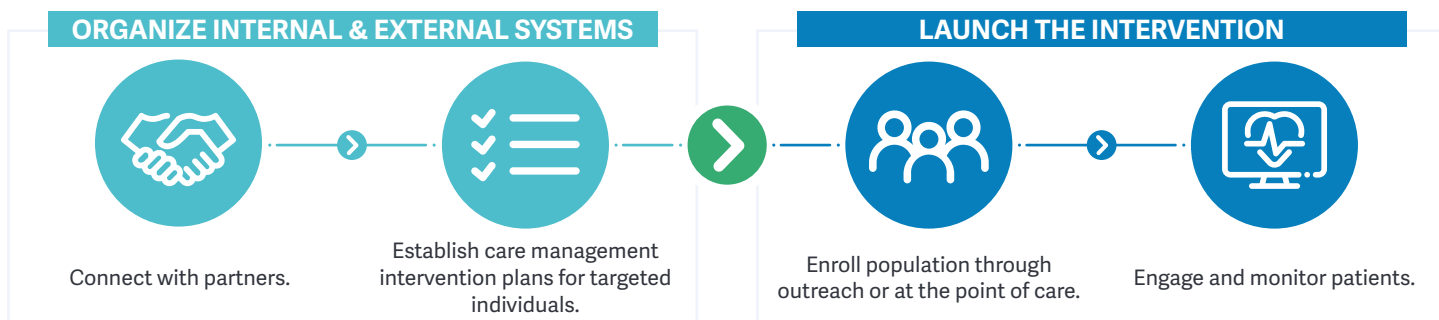 ORGANIZE INTERNAL & EXTERNAL SYSTEMS
Connect with partners.
Establish care management
intervention plans for targeted
individuals.
LAUNCH THE INTERVENTION
Enroll population through
outreach or at the point of care.
Engage and monitor patients.